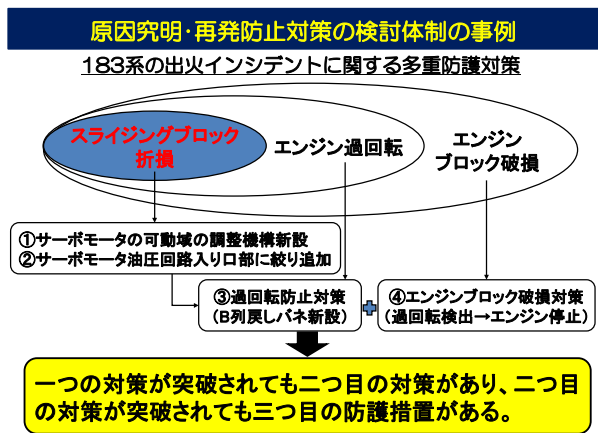 原因究明・再発防止対策の検討体制の事例
183系の出火インシデントに関する多重防護対策
スライジングブロック
折損
エンジン過回転
エンジン
ブロック破損
①サーボモータの可動域の調整機構新設
②サーボモータ油圧回路入り口部に絞り追加
③過回転防止対策
（B列戻しバネ新設）
④エンジンブロック破損対策
（過回転検出→エンジン停止）
一つの対策が突破されても二つ目の対策があり、二つ目
の対策が突破されても三つ目の防護措置がある。